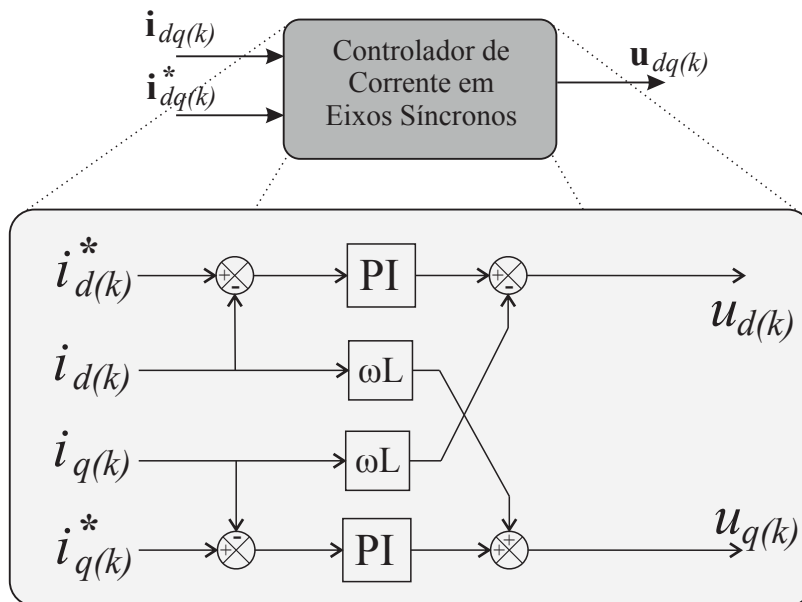 i_dq(k)
i*_dq(k)
Controlador de
Corrente em
Eixos Síncronos
u_dq(k)
i*_d(k)
+
-
PI
+
-
u_d(k)
i_d(k)
ωL
i_q(k)
ωL
i*_q(k)
-
+
PI
+
+
u_q(k)